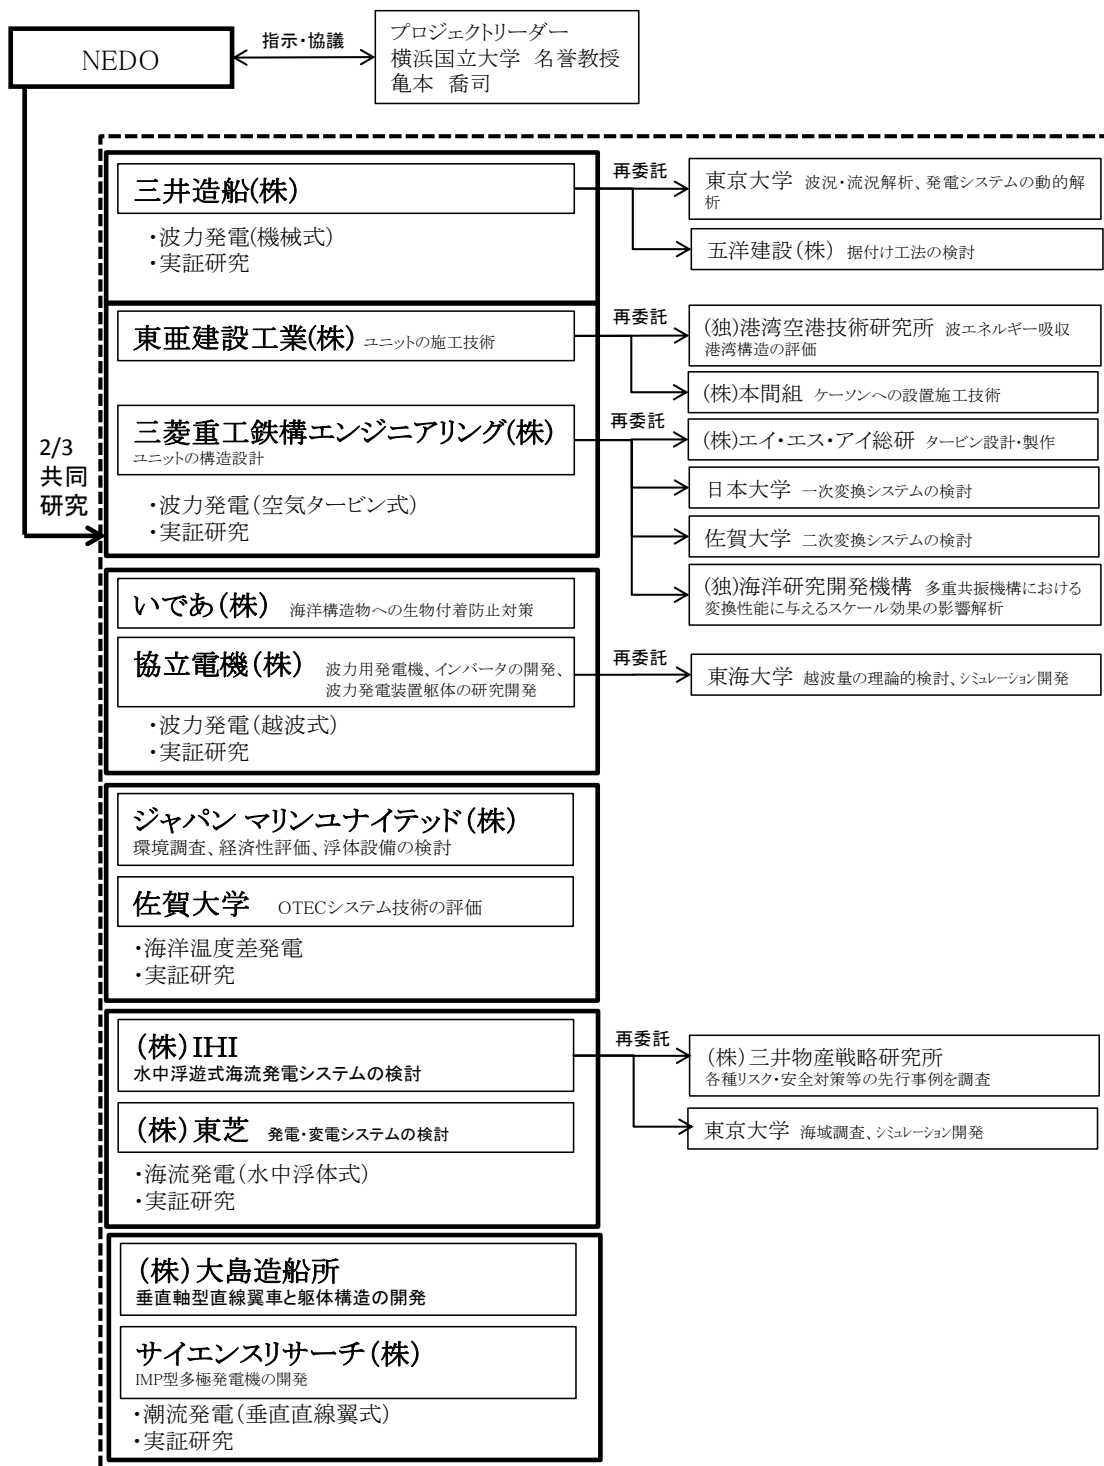 NEDO
指示・協議
プロジェクトリーダー
横浜国立大学 名誉教授
亀本 喬司
2/3
共同
研究
三井造船(株)
・波力発電(機械式)
・実証研究
再委託
東京大学 波況・流況解析、発電システムの動的解
析
五洋建設(株) 据付け工法の検討
東亜建設工業(株) ユニットの施工技術
再委託
(独)港湾空港技術研究所 波エネルギー吸収
港湾構造の評価
(株)本間組 ケーソンへの設置施工技術
三菱重工鉄構エンジニアリング(株)
ユニットの構造設計
・波力発電(空気タービン式)
・実証研究
再委託
(株)エイ・エス・アイ総研 タービン設計・製作
日本大学 一次変換システムの検討
佐賀大学 二次変換システムの検討
(独)海洋研究開発機構 多重共振機構における
変換性能に与えるスケール効果の影響解析
いであ(株) 海洋構造物への生物付着防止対策
協立電機(株) 波力用発電機、インバータの開発、
波力発電装置躯体の研究開発
・波力発電(越波式)
・実証研究
再委託
東海大学 越波量の理論的検討、シミュレーション開発
ジャパン マリンユナイテッド(株)
環境調査、経済性評価、浮体設備の検討
佐賀大学 OTECシステム技術の評価
・海洋温度差発電
・実証研究
(株)IHI
水中浮遊式海流発電システムの検討
(株)東芝 発電・変電システムの検討
・海流発電(水中浮体式)
・実証研究
再委託
(株)三井物産戦略研究所
各種リスク・安全対策等の先行事例を調査
東京大学 海域調査、シミュレーション開発
(株)大島造船所
垂直軸型直線翼車と躯体構造の開発
サイエンスリサーチ(株)
IMP型多極発電機の開発
・潮流発電(垂直直線翼式)
・実証研究